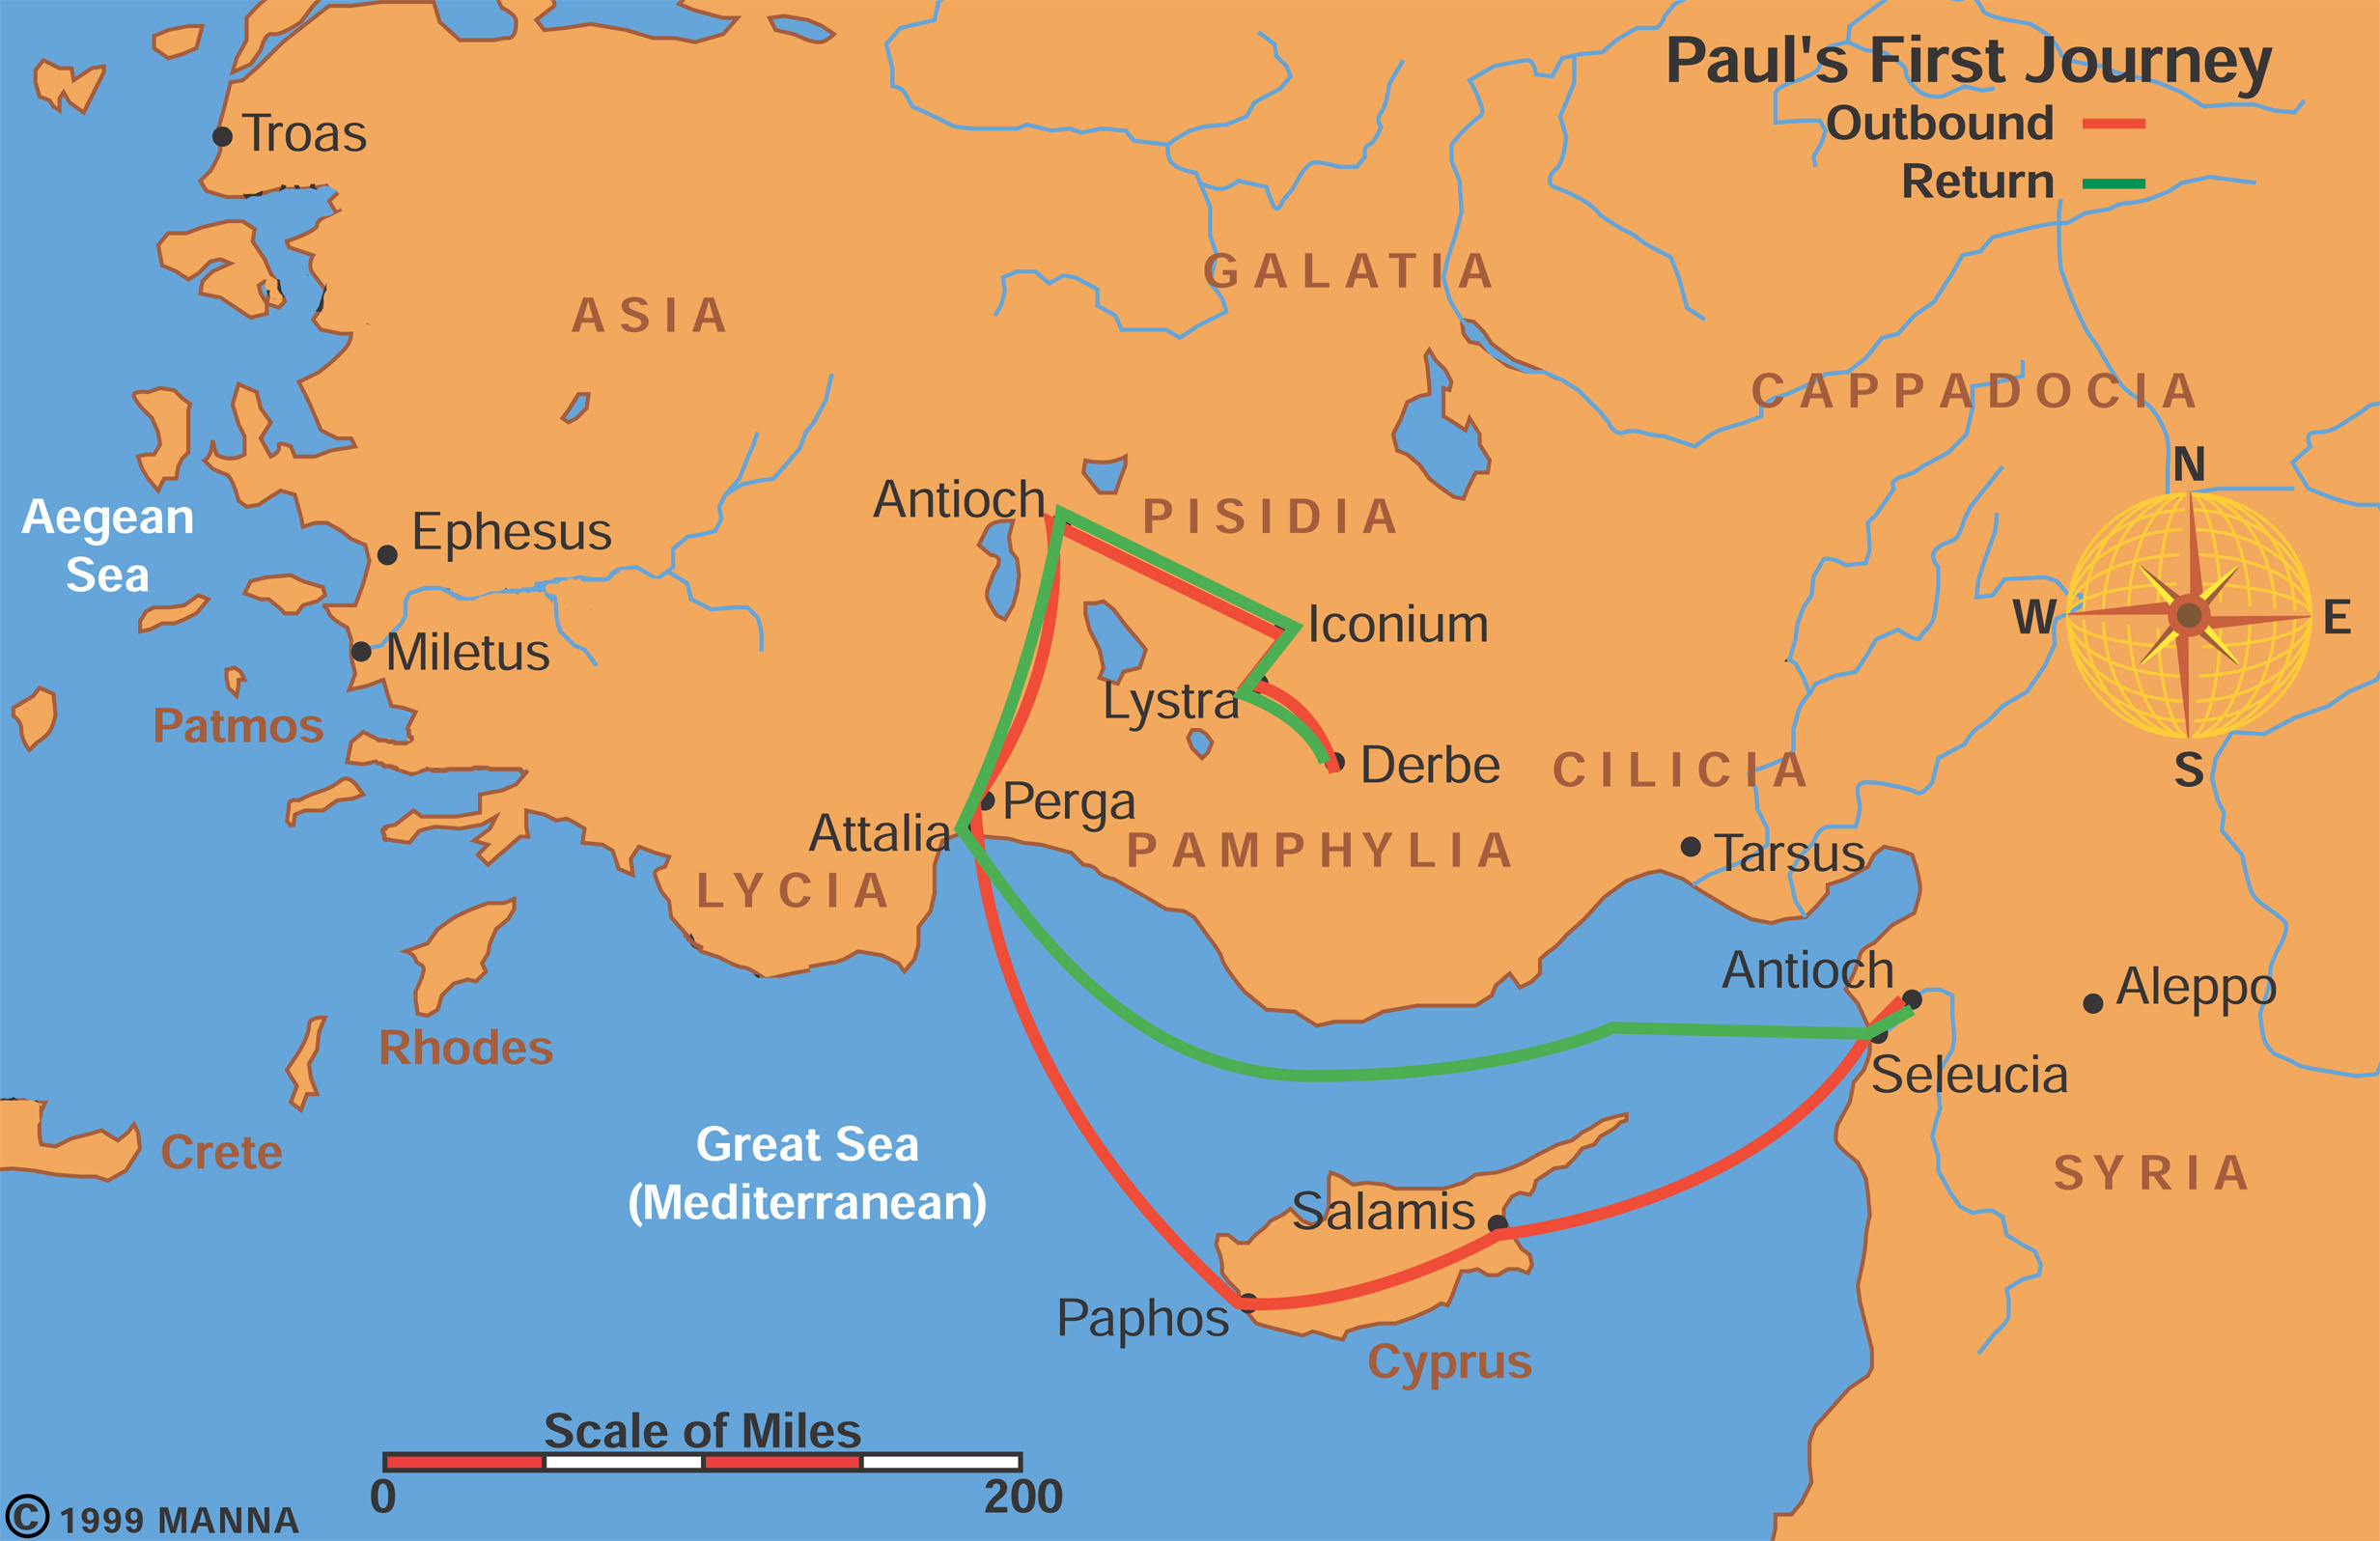 Paul's First Journey
Outbound
Return
Troas
GALATIA
ASIA
CAPPADOCIA
N
Antioch
PISIDIA
Aegean
Sea
Ephesus
W
E
Iconium
Miletus
Lystra
Patmos
Derbe
CILICIA
S
Perga
Attalia
PAMPHYLIA
Tarsus
LYCIA
Antioch
Aleppo
Rhodes
Seleucia
Great Sea
(Mediterranean)
Crete
SYRIA
Salamis
Paphos
Cyprus
Scale of Miles
0
200
© 1999 MANNA